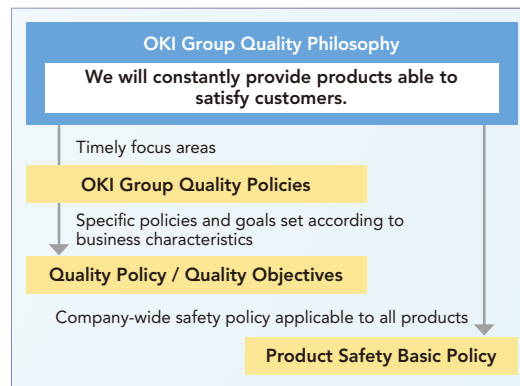 OKI Group Quality Philosophy
We will constantly provide products able to
satisfy customers.
Timely focus areas
OKI Group Quality Policies
Specific policies and goals set according to
business characteristics
Quality Policy / Quality Objectives
Company-wide safety policy applicable to all products
Product Safety Basic Policy